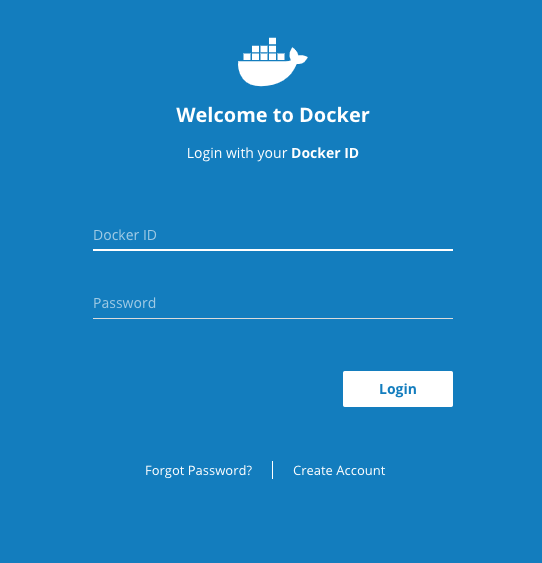 Welcome to Docker
Login with your Docker ID
Docker ID
Password
Login
Forgot Password?
Create Account